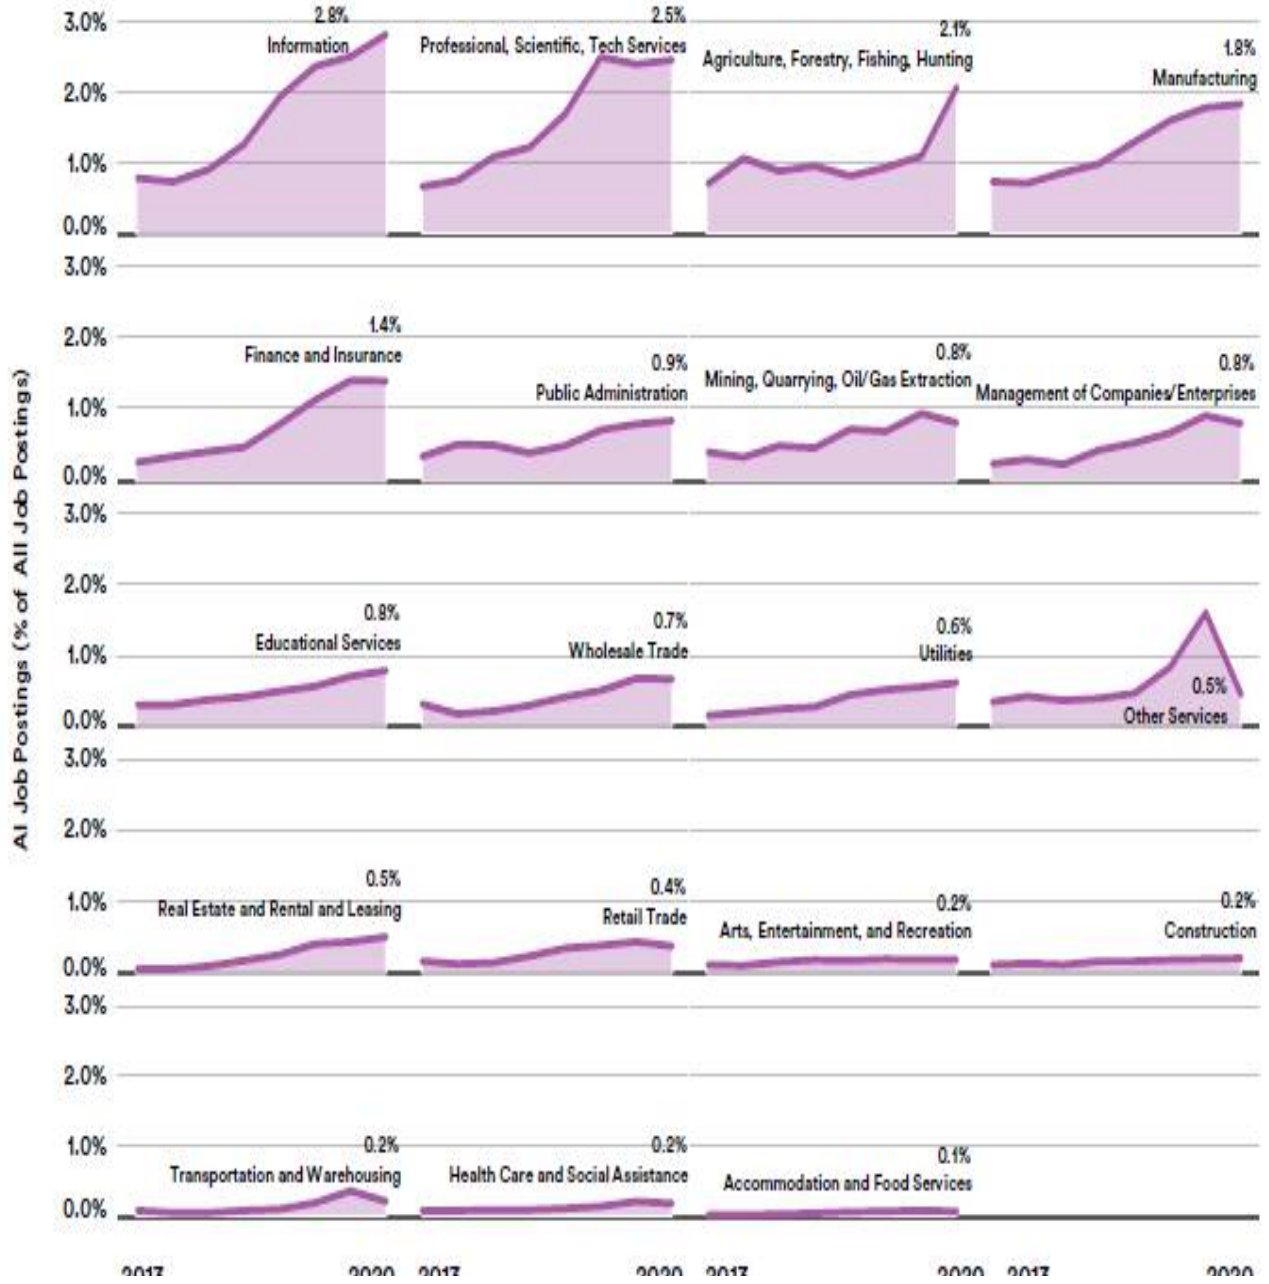 AI Job Postings (% of All Job Postings)
3.0%
2.0%
1.0%
0.0%
2.8%
Information
2.5%
Professional, Scientific, Tech Services
2.1%
Agriculture, Forestry, Fishing, Hunting
1.8%
Manufacturing
3.0%
2.0%
1.0%
0.0%
1.4%
Finance and Insurance
0.9%
Public Administration
0.8%
Mining, Quarrying, Oil/Gas Extraction
0.8%
Management of Companies/Enterprises
3.0%
2.0%
1.0%
0.0%
0.8%
Educational Services
0.7%
Wholesale Trade
0.6%
Utilities
0.5%
Other Services
3.0%
2.0%
1.0%
0.0%
0.5%
Real Estate and Rental and Leasing
0.4%
Retail Trade
0.2%
Arts, Entertainment, and Recreation
0.2%
Construction
3.0%
2.0%
1.0%
0.0%
0.2%
Transportation and Warehousing
0.2%
Health Care and Social Assistance
0.1%
Accommodation and Food Services
2013 2020 2013 2020 2013 2020 2013 2020